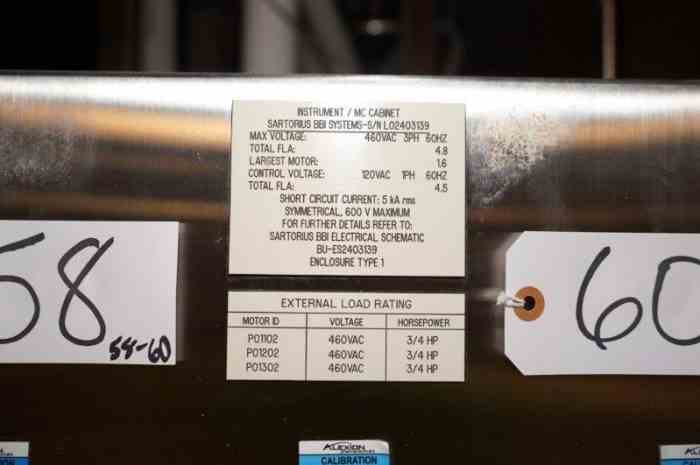 INSTRUMENT / MC CABINET
SARTORIUS BBI SYSTEMS-S/N L02403139
MAX VOLTAGE: 460VAC 3PH 60HZ
TOTAL FLA: 4.8
LARGEST MOTOR: 1.6
CONTROL VOLTAGE: 120VAC 1PH 60HZ
TOTAL FLA: 4.5
SHORT CIRCUIT CURRENT: 5 kA rms
SYMMETRICAL, 600 V MAXIMUM
FOR FURTHER DETAILS REFER TO:
SARTORIUS BBI ELECTRICAL SCHEMATIC
BU-ES2403139
ENCLOSURE TYPE 1
58
58-60
60
EXTERNAL LOAD RATING
MOTOR ID VOLTAGE HORSEPOWER
P01102 460VAC 3/4 HP
P01202 460VAC 3/4 HP
P01302 460VAC 3/4 HP
ALEXION
CALIBRATION